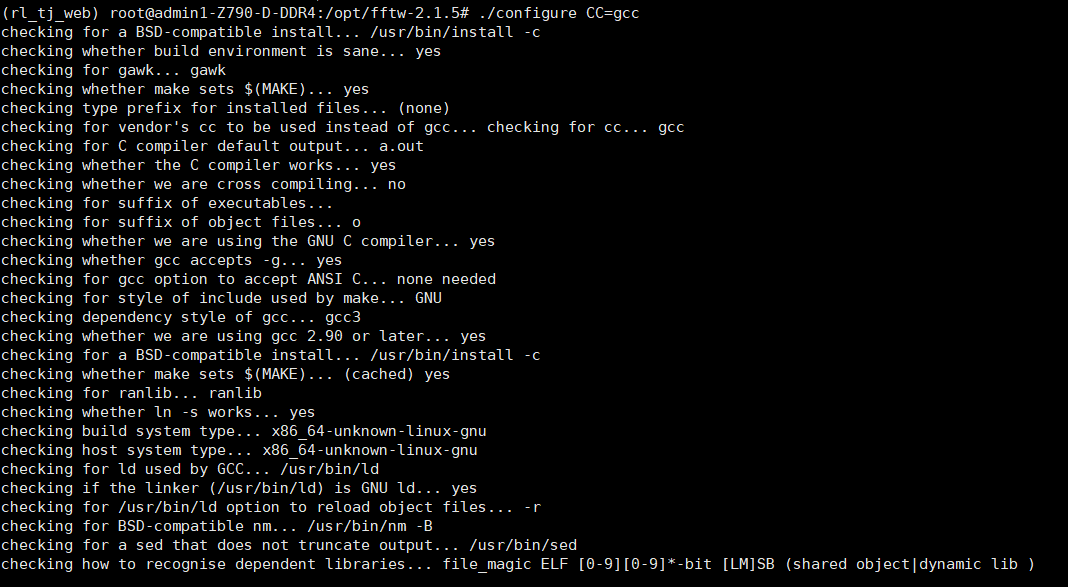 (rl_tj_web) root@admin1-Z790-D-DDR4:/opt/fftw-2.1.5# ./configure CC=gcc
checking for a BSD-compatible install... /usr/bin/install -c
checking whether build environment is sane... yes
checking for gawk... gawk
checking whether make sets $(MAKE)... yes
checking type prefix for installed files... (none)
checking for vendor's cc to be used instead of gcc... checking for cc... gcc
checking for C compiler default output... a.out
checking whether the C compiler works... yes
checking whether we are cross compiling... no
checking for suffix of executables...
checking for suffix of object files... o
checking whether we are using the GNU C compiler... yes
checking whether gcc accepts -g... yes
checking for gcc option to accept ANSI C... none needed
checking for style of include used by make... GNU
checking dependency style of gcc... gcc3
checking whether we are using gcc 2.90 or later... yes
checking for a BSD-compatible install... /usr/bin/install -c
checking whether make sets $(MAKE)... (cached) yes
checking for ranlib... ranlib
checking whether ln -s works... yes
checking build system type... x86_64-unknown-linux-gnu
checking host system type... x86_64-unknown-linux-gnu
checking for ld used by GCC... /usr/bin/ld
checking if the linker (/usr/bin/ld) is GNU ld... yes
checking for /usr/bin/ld option to reload object files... -r
checking for BSD-compatible nm... /usr/bin/nm -B
checking for a sed that does not truncate output... /usr/bin/sed
checking how to recognise dependent libraries... file_magic ELF [0-9][0-9]*-bit [LM]SB (shared object|dynamic lib )